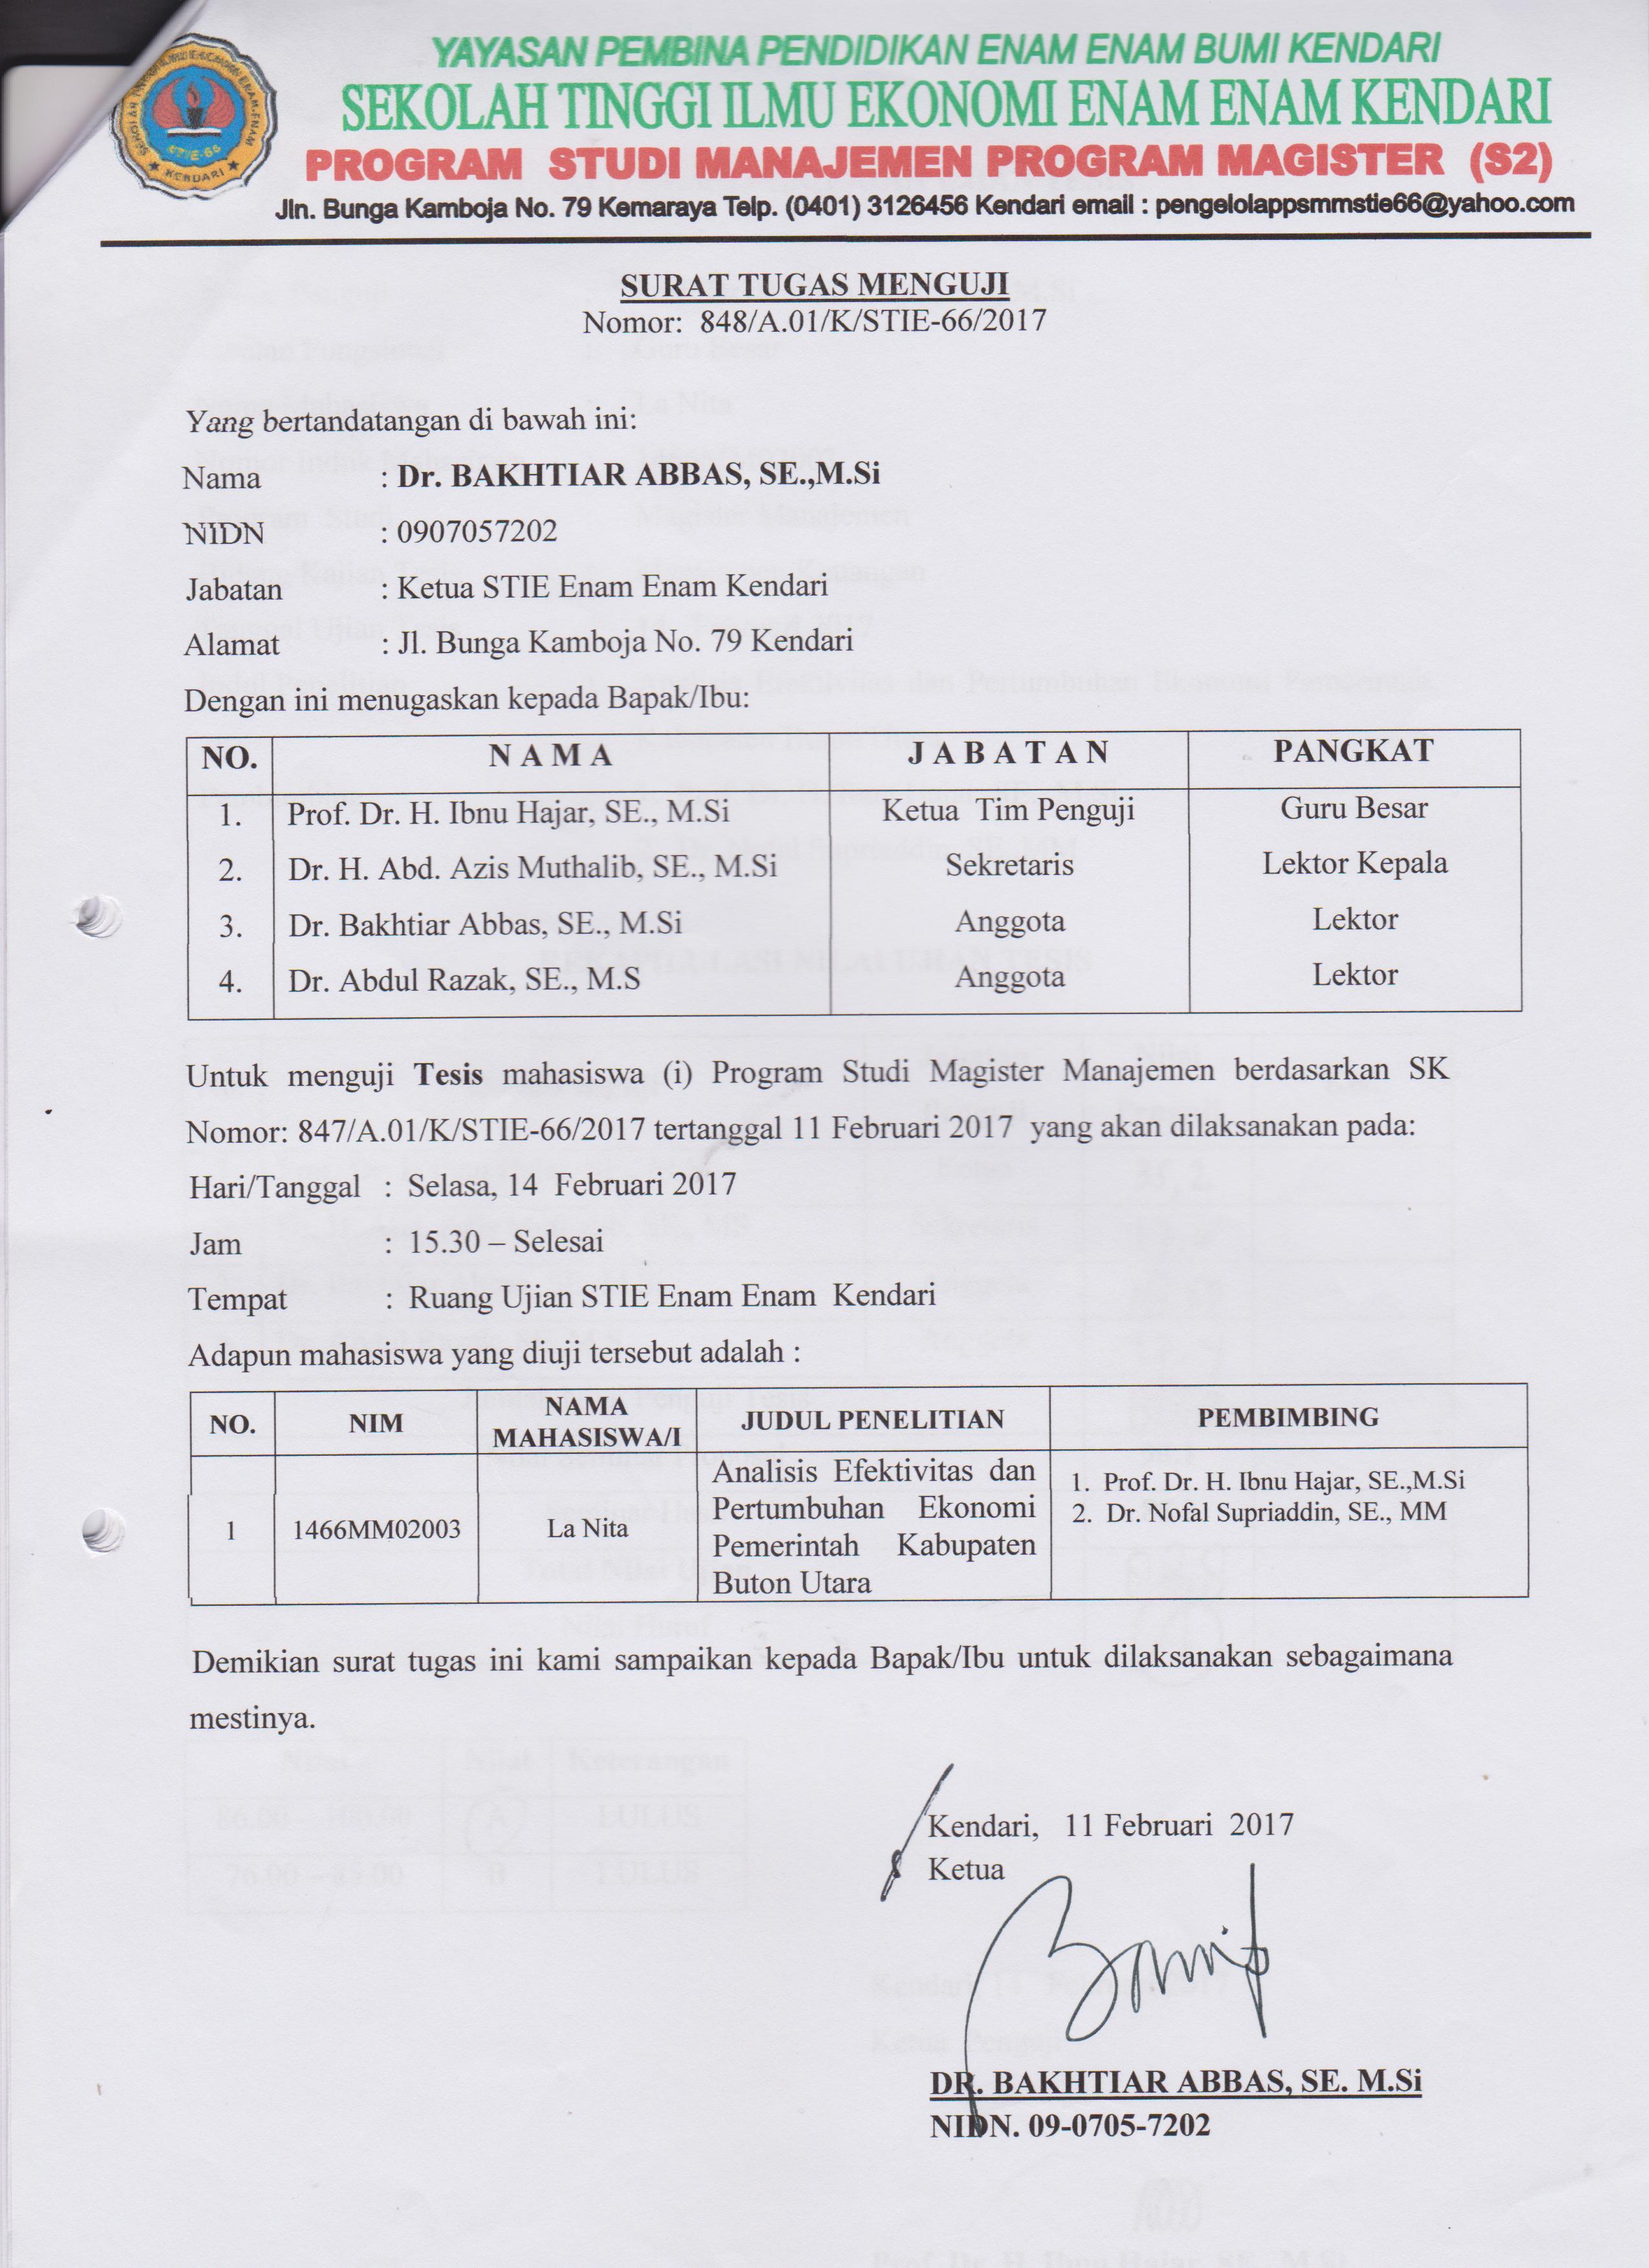 YAYASAN PEMBINA PENDIDIKAN ENAM ENAM BUMI KENDARI
SEKOLAH TINGGI ILMU EKONOMI ENAM ENAM KENDARI
PROGRAM STUDI MANAJEMEN PROGRAM MAGISTER (S2)
Jln. Bunga Kamboja No. 79 Kemaraya Telp. (0401) 3126456 Kendari email : pengelolappsmmstie66@yahoo.com
STIE-66
KENDARI
SURAT TUGAS MENGUJI
Nomor: 848/A.01/K/STIE-66/2017
Yang bertandatangan di bawah ini:
Nama : Dr. BAKHTIAR ABBAS, SE.,M.Si
NIDN : 0907057202
Jabatan : Ketua STIE Enam Enam Kendari
Alamat : Jl. Bunga Kamboja No. 79 Kendari
Dengan ini menugaskan kepada Bapak/Ibu:
NO. N A M A J A B A T A N PANGKAT
1. Prof. Dr. H. Ibnu Hajar, SE., M.Si Ketua Tim Penguji Guru Besar
2. Dr. H. Abd. Azis Muthalib, SE., M.Si Sekretaris Lektor Kepala
3. Dr. Bakhtiar Abbas, SE., M.Si Anggota Lektor
4. Dr. Abdul Razak, SE., M.S Anggota Lektor
Untuk menguji Tesis mahasiswa (i) Program Studi Magister Manajemen berdasarkan SK
Nomor: 847/A.01/K/STIE-66/2017 tertanggal 11 Februari 2017 yang akan dilaksanakan pada:
Hari/Tanggal : Selasa, 14 Februari 2017
Jam : 15.30 – Selesai
Tempat : Ruang Ujian STIE Enam Enam Kendari
Adapun mahasiswa yang diuji tersebut adalah :
NO. NIM NAMA MAHASISWA/I JUDUL PENELITIAN PEMBIMBING
1 1466MM02003 La Nita
Analisis Efektivitas dan
Pertumbuhan Ekonomi
Pemerintah Kabupaten
Buton Utara
1. Prof. Dr. H. Ibnu Hajar, SE.,M.Si
2. Dr. Nofal Supriaddin, SE., MM
Demikian surat tugas ini kami sampaikan kepada Bapak/Ibu untuk dilaksanakan sebagaimana
mestinya.
Kendari, 11 Februari 2017
Ketua
DR. BAKHTIAR ABBAS, SE. M.Si
NIDN. 09-0705-7202